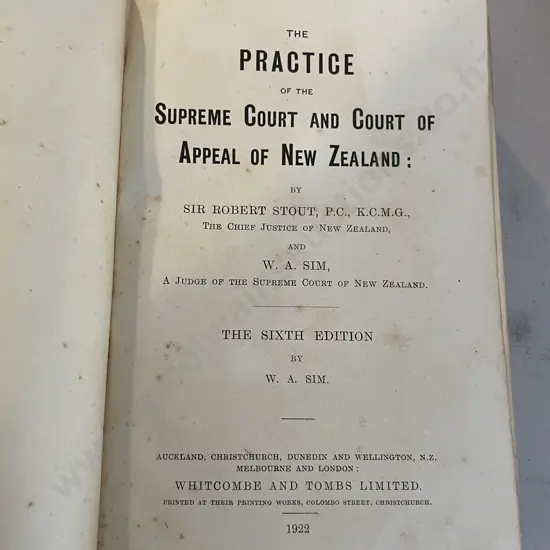 THE
PRACTICE
OF THE
SUPREME COURT AND COURT OF
APPEAL OF NEW ZEALAND:
BY
SIR ROBERT STOUT, P.C., K.C.M.G.,
THE CHIEF JUSTICE OF NEW ZEALAND,
AND
W. A. SIM,
A JUDGE OF THE SUPREME COURT OF NEW ZEALAND.
THE SIXTH EDITION
BY
W. A. SIM.
AUCKLAND, CHRISTCHURCH, DUNEDIN AND WELLINGTON, N.Z.
MELBOURNE AND LONDON:
WHITCOMBE AND TOMBS LIMITED.
PRINTED AT THEIR PRINTING WORKS, COLOMBO STREET, CHRISTCHURCH.
1922